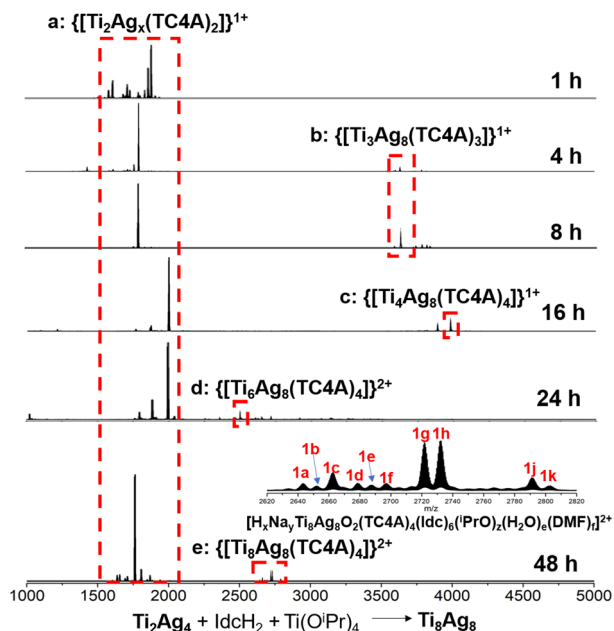 a: {[Ti₂Agₓ(TC4A)₂]}¹⁺
1 h
b: {[Ti₃Ag₈(TC4A)₃]}¹⁺
4 h
8 h
c: {[Ti₄Ag₈(TC4A)₄]}¹⁺
16 h
d: {[Ti₆Ag₈(TC4A)₄]}²⁺
24 h
1a 1b 1c 1d 1e 1f 1g 1h 1j 1k
2620 2640 2660 2680 2700 2720 2740 2760 2780 2800 2820
m/z
[HₓNaᵧTi₈Ag₈O₂(TC4A)₄(Idc)₆(ⁱPrO)z(H₂O)ₑ(DMF)f]²⁺
e: {[Ti₈Ag₈(TC4A)₄]}²⁺
48 h
1000 1500 2000 2500 3000 3500 4000 4500 5000
Ti₂Ag₄ + IdcH₂ + Ti(OⁱPr)₄ ⟶ Ti₈Ag₈